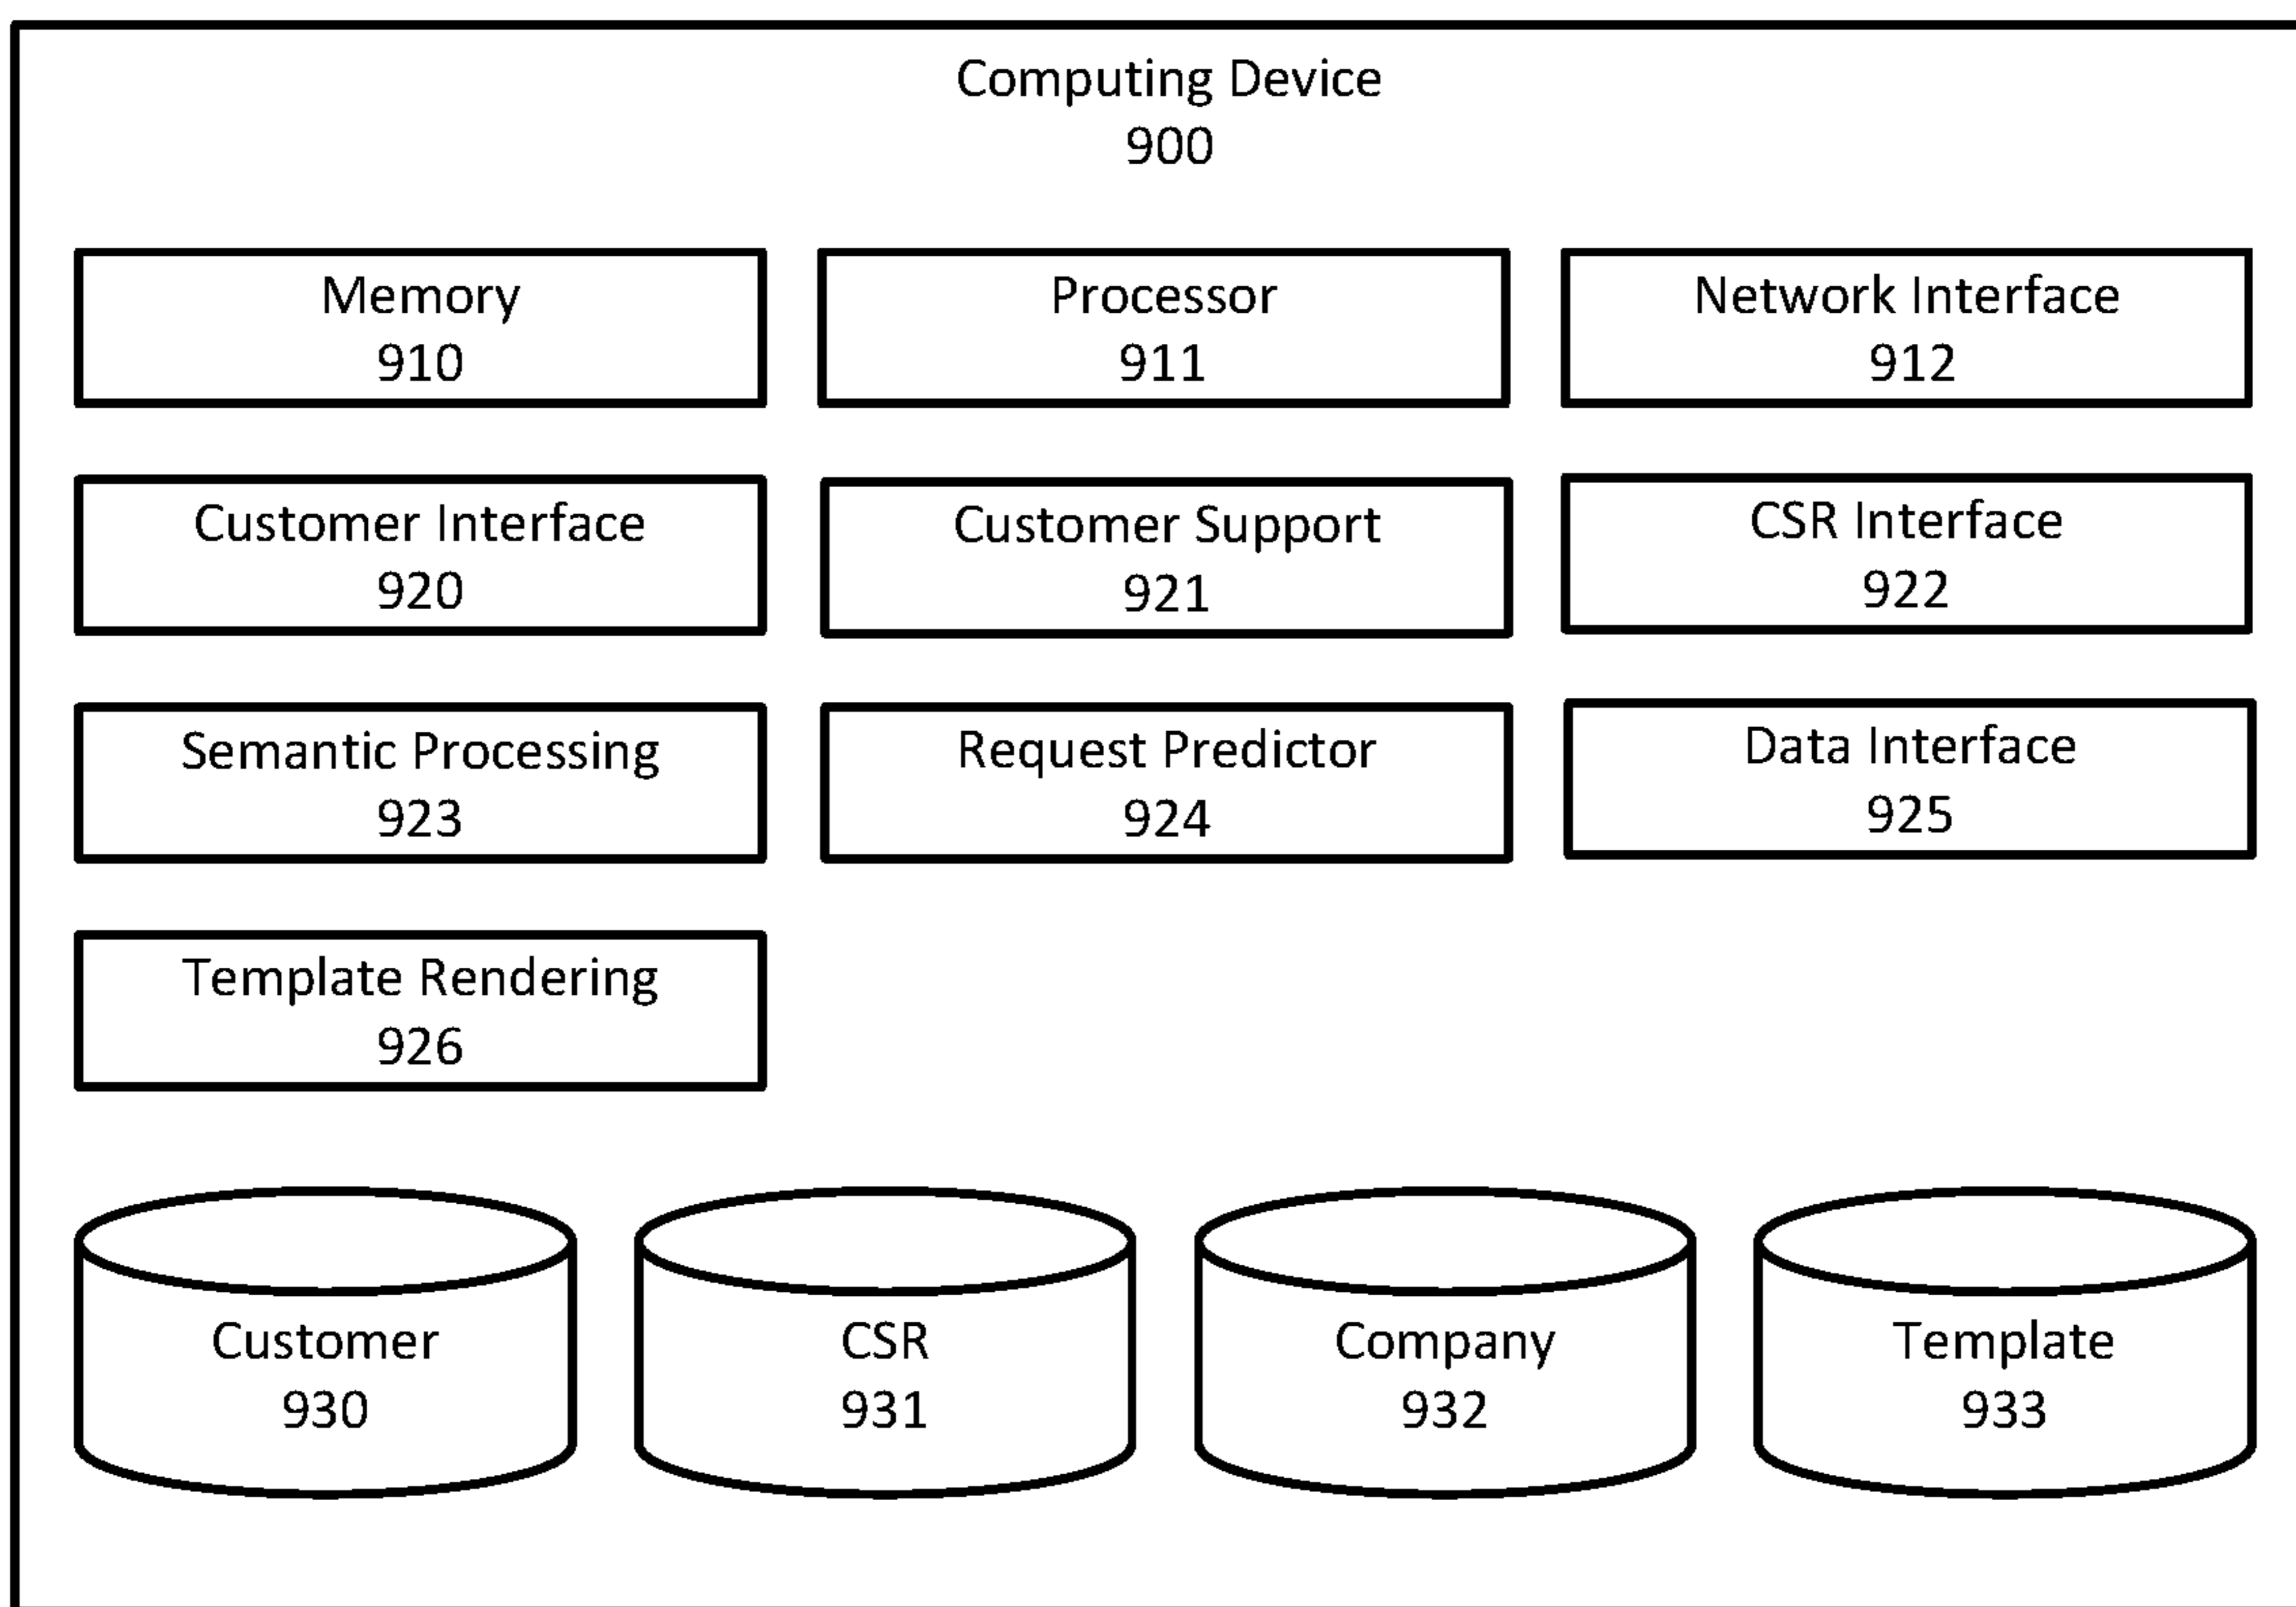 Computing Device
900
Memory
910
Processor
911
Network Interface
912
Customer Interface
920
Customer Support
921
CSR Interface
922
Semantic Processing
923
Request Predictor
924
Data Interface
925
Template Rendering
926
Customer
930
CSR
931
Company
932
Template
933